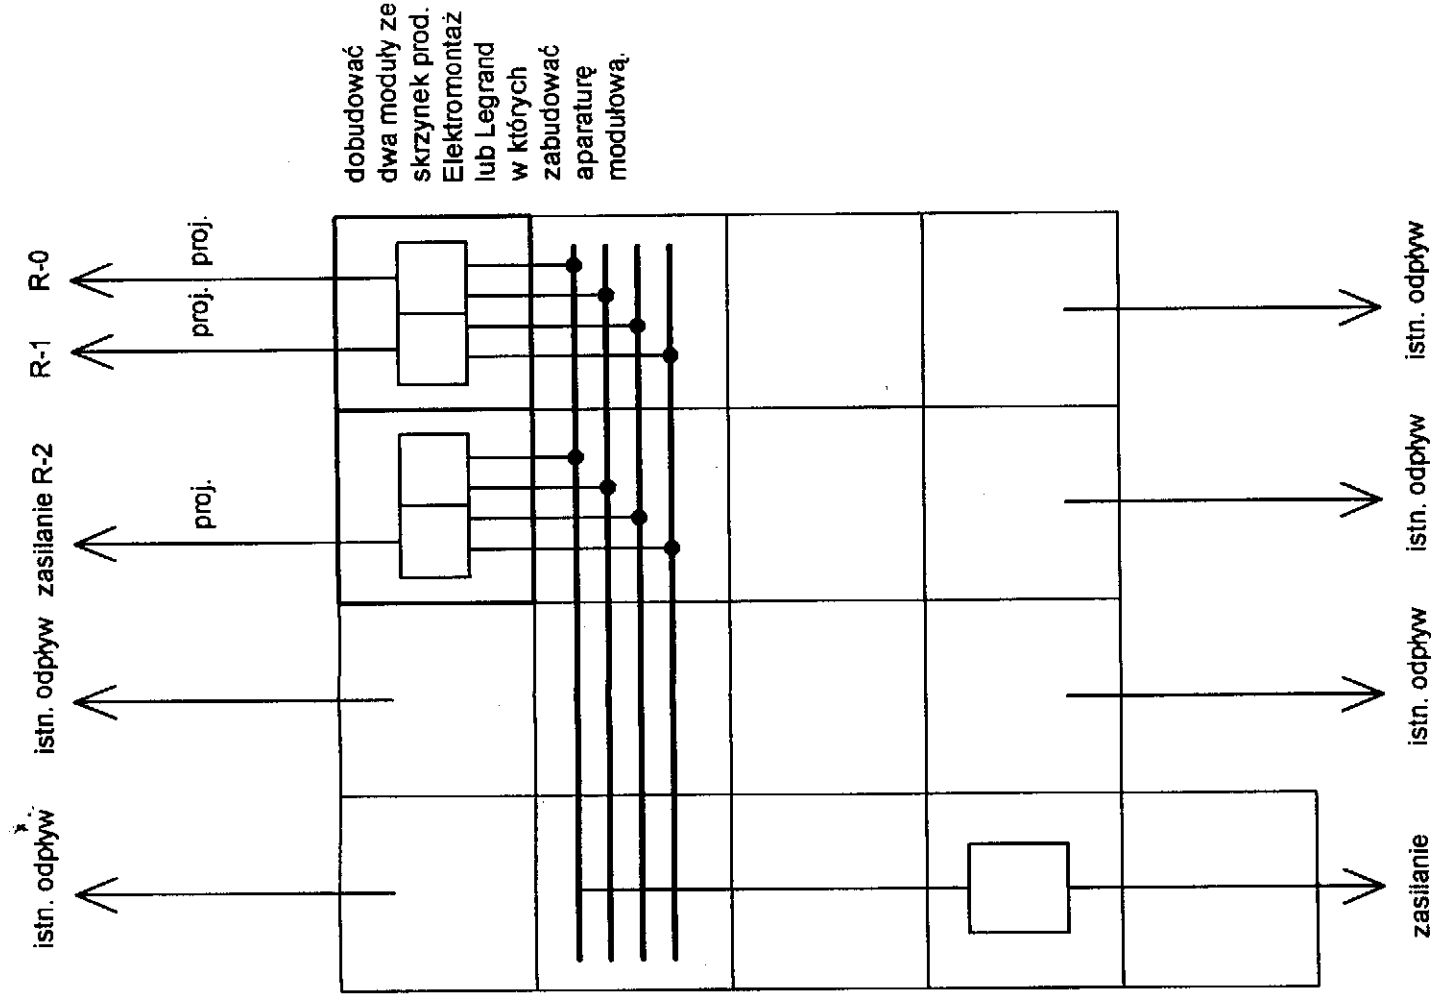 istn. odpływ
istn. odpływ
zasilanie R-2
R-1
R-0
proj.
proj.
proj.
dobudować
dwa moduły ze
skrzynek prod.
Elektromontaż
lub Legrand
w których
zabudować
aparaturę
modułową.
zasilanie
istn. odpływ
istn. odpływ
istn. odpływ